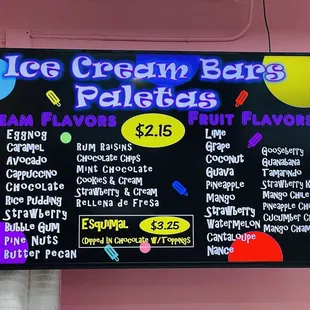 Ice Cream Bars
Paletas
EAM FLAVORS
$2.15
FRUIT FLAVORS
Eggnog
Caramel
Avocado
Cappuccino
Chocolate
Rice Pudding
Strawberry
Bubble Gum
Pine Nuts
Butter Pecan
Rum Raisins
Chocolate Chips
Mint Chocolate
Cookies & Cream
Strawberry & Cream
Rellena de Fresa
Esquimal
$3.25
(Dipped In Chocolate W/Toppings
Lime
Grape
Coconut
Guava
Pineapple
Mango
Strawberry
Watermelon
Cantaloupe
Nance
Gooseberry
Guanabana
Tamarindo
Strawberry K
Mango Chile
Pineapple Ch
Cucumber C
Mango Cham